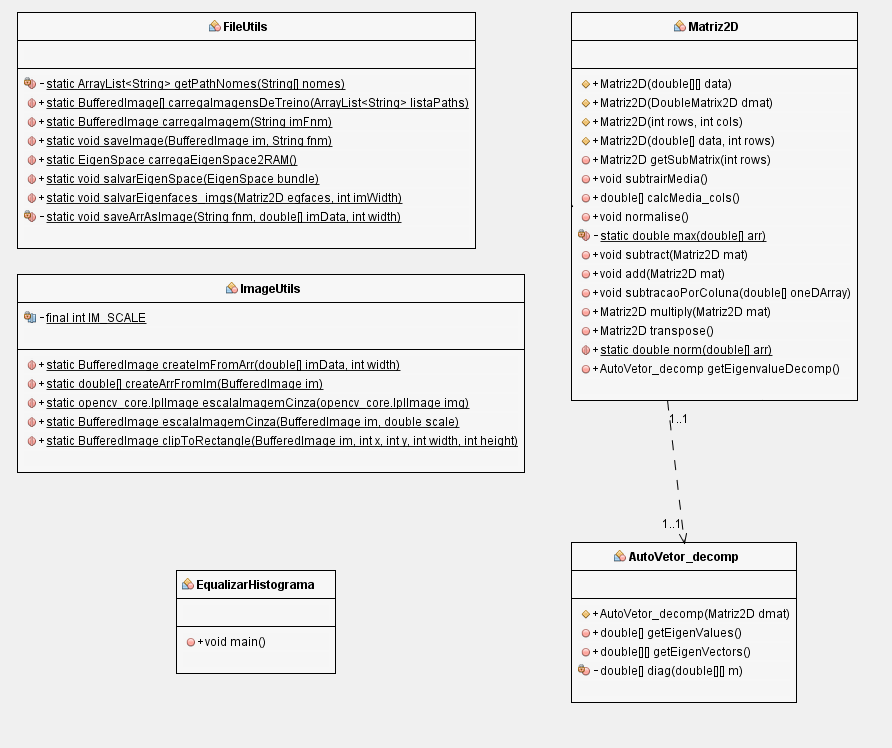 FileUtils
- static ArrayList<String> getPathNomes(String[] nomes)
+ static BufferedImage[] carregaImagensDeTreino(ArrayList<String> listaPaths)
+ static BufferedImage carregaImagem(String imFnm)
+ static void saveImage(BufferedImage im, String fnm)
+ static EigenSpace carregaEigenSpace2RAM()
+ static void salvarEigenSpace(EigenSpace bundle)
+ static void salvarEigenfaces_imgs(Matriz2D egfaces, int imWidth)
- static void saveArrAsImage(String fnm, double[] imData, int width)
ImageUtils
- final int IM_SCALE
+ static BufferedImage createImFromArr(double[] imData, int width)
+ static double[] createArrFromIm(BufferedImage im)
+ static opencv_core.IplImage escalaImagemCinza(opencv_core.IplImage img)
+ static BufferedImage escalaImagemCinza(BufferedImage im, double scale)
+ static BufferedImage clipToRectangle(BufferedImage im, int x, int y, int width, int height)
EqualizarHistograma
+void main()
Matriz2D
+Matriz2D(double[][] data)
+Matriz2D(DoubleMatrix2D dmat)
+Matriz2D(int rows, int cols)
+Matriz2D(double[] data, int rows)
+Matriz2D getSubMatrix(int rows)
+void subtrairMedia()
+double[] calcMedia_cols()
+void normalise()
- static double max(double[] arr)
+void subtract(Matriz2D mat)
+void add(Matriz2D mat)
+void subtracaoPorColuna(double[] oneDArray)
+Matriz2D multiply(Matriz2D mat)
+Matriz2D transpose()
+ static double norm(double[] arr)
+AutoVetor_decomp getEigenvalueDecomp()
1..1
1..1
AutoVetor_decomp
+AutoVetor_decomp(Matriz2D dmat)
+double[] getEigenValues()
+double[][] getEigenVectors()
- double[] diag(double[][] m)